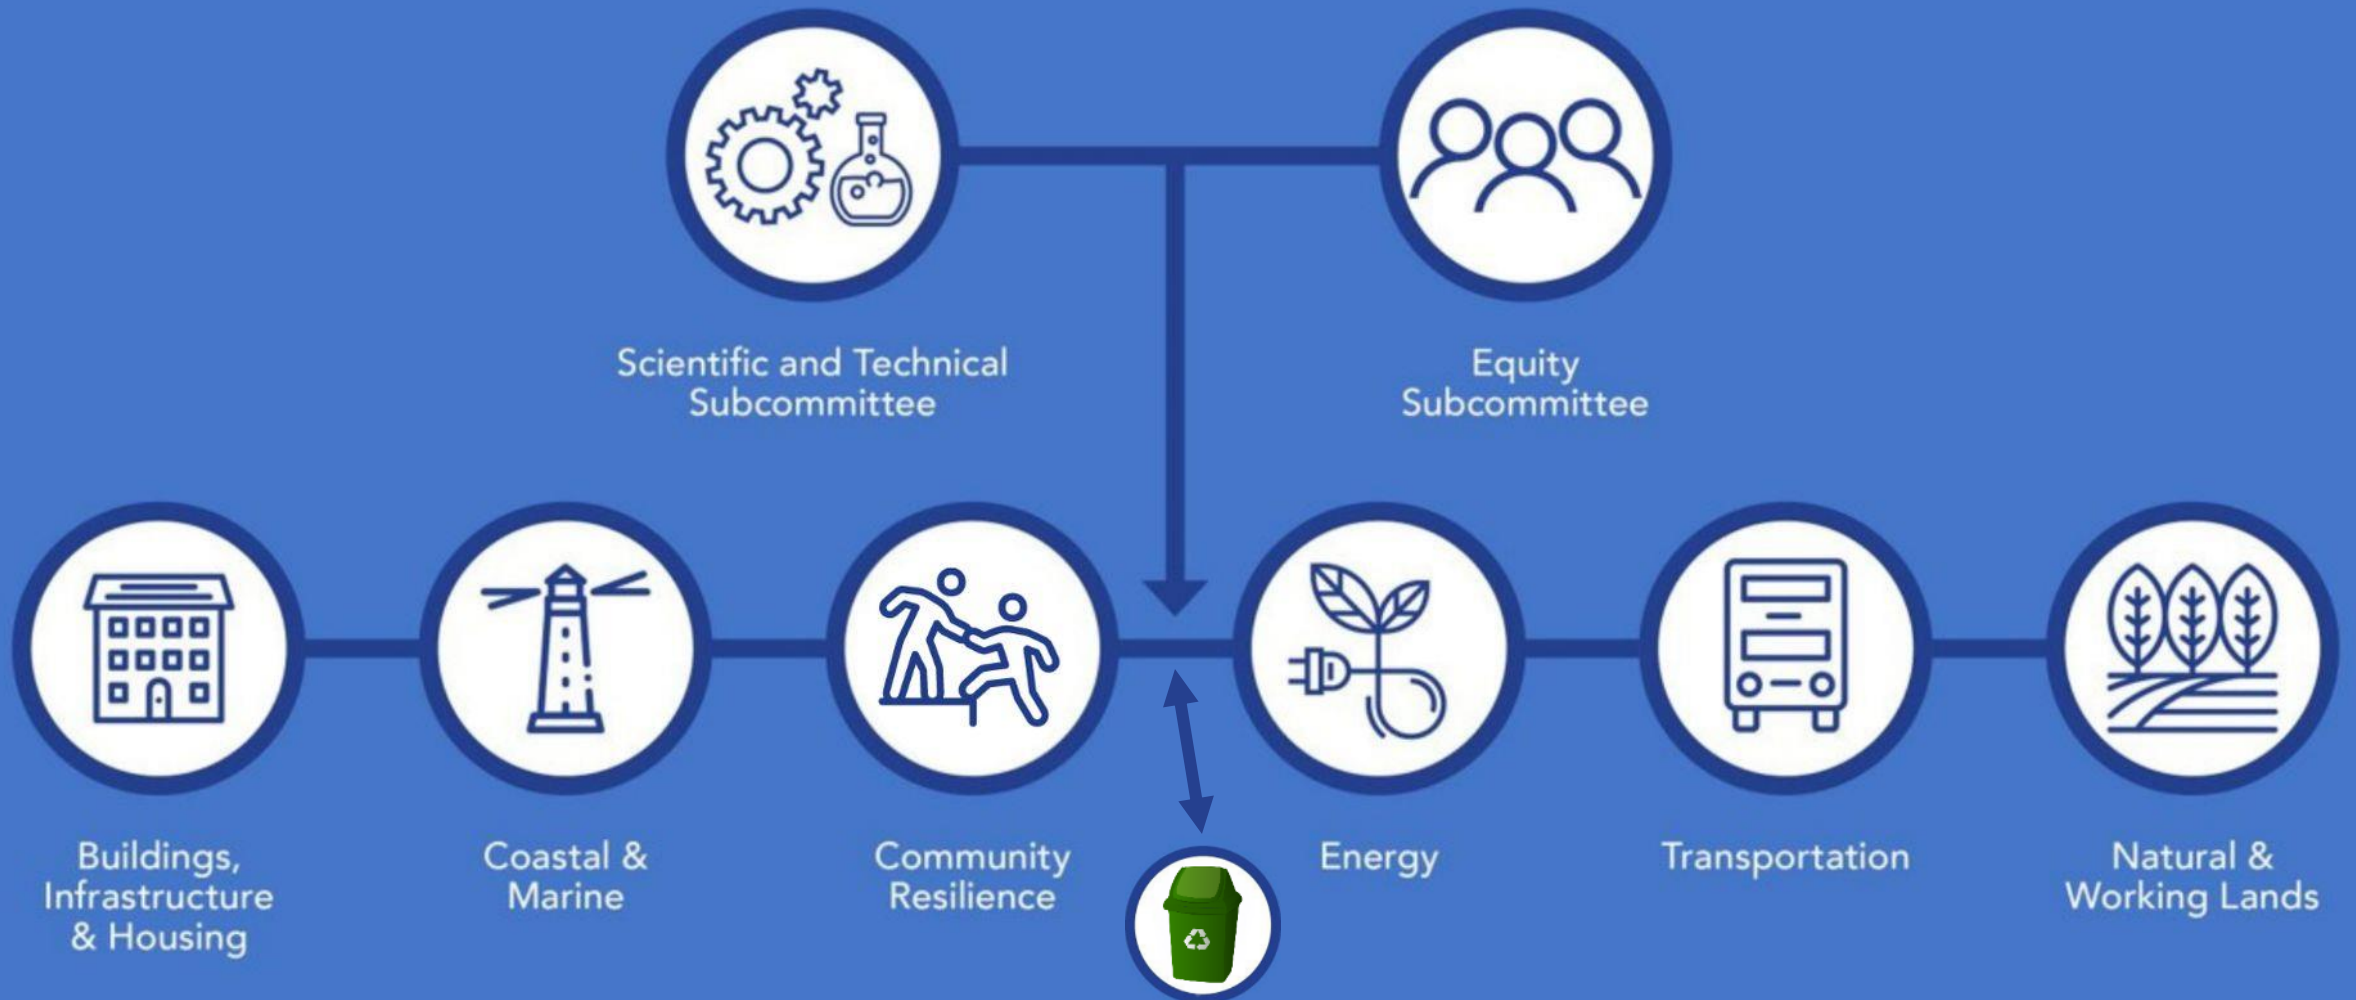 Scientific and Technical
Subcommittee
Equity
Subcommittee
Buildings,
Infrastructure
& Housing
Coastal &
Marine
Community
Resilience
Energy
Transportation
Natural &
Working Lands